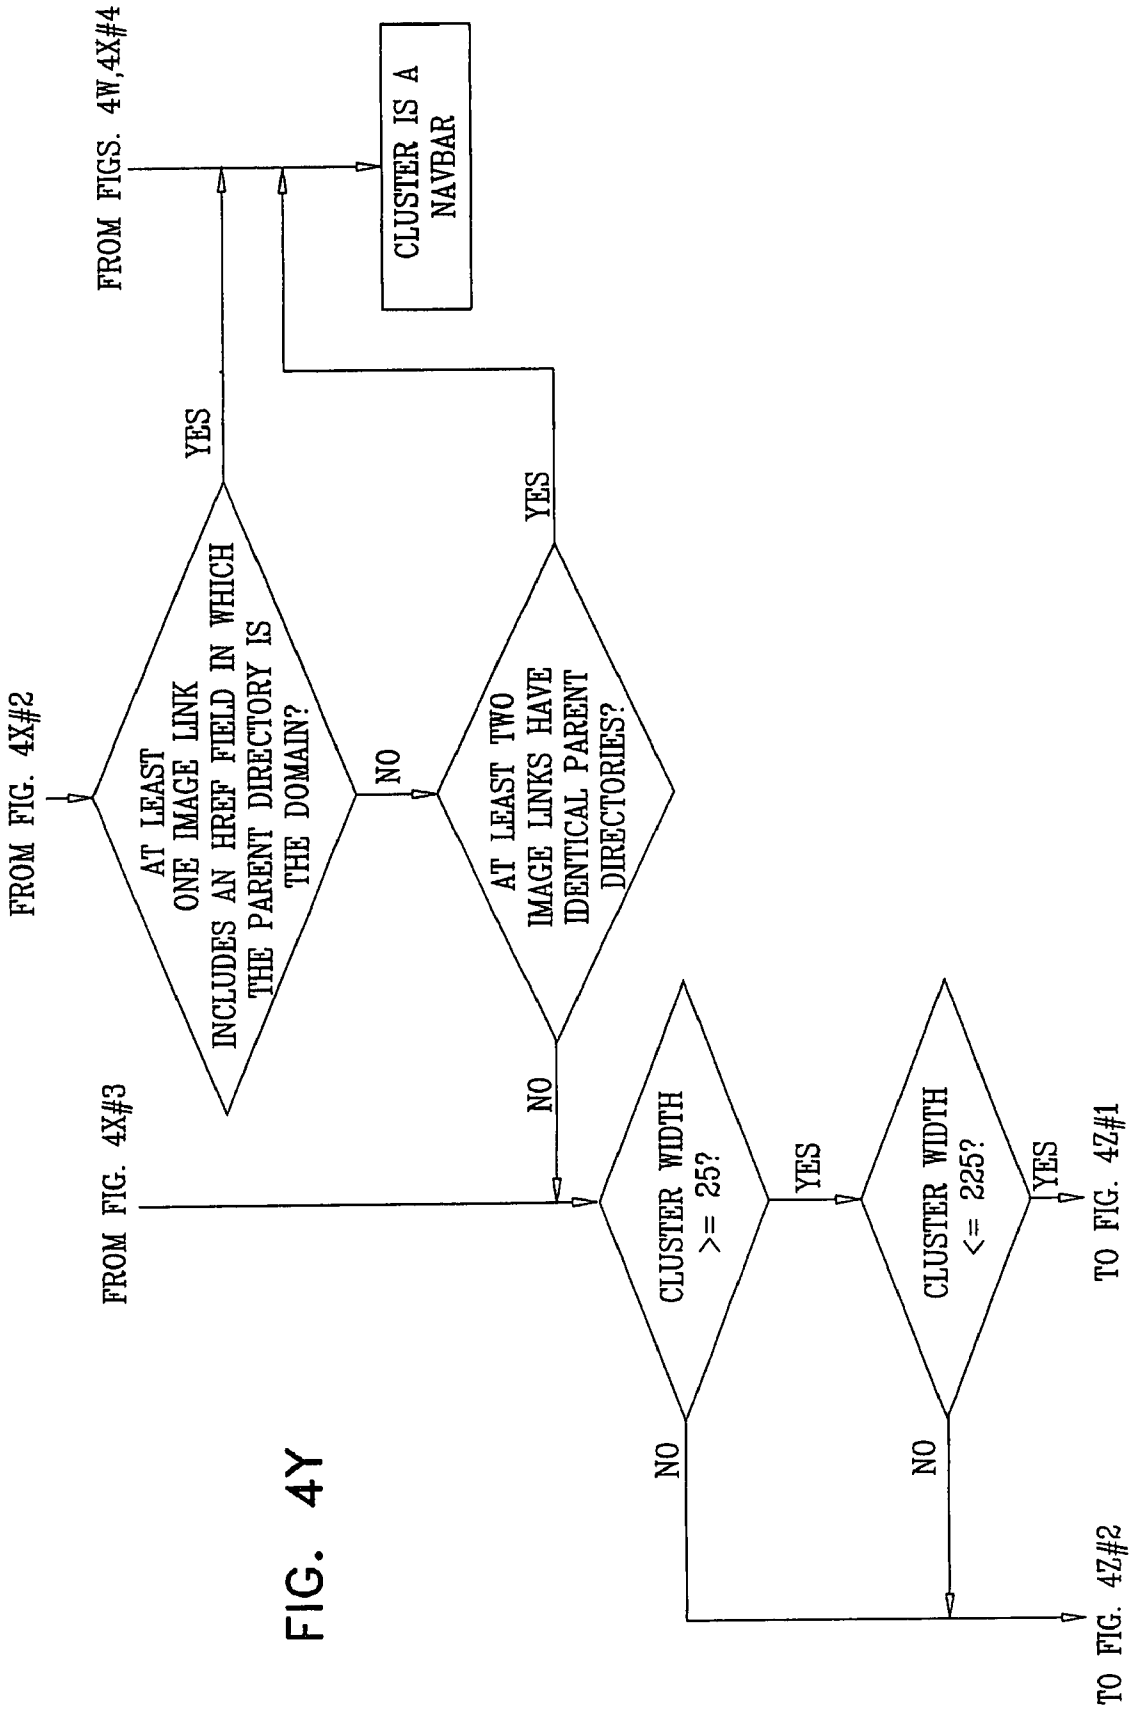 FIG. 4Y
FROM FIG. 4X#2
FROM FIG. 4X#3
FROM FIGS. 4W,4X#4
AT LEAST
ONE IMAGE LINK
INCLUDES AN HREF FIELD IN WHICH
THE PARENT DIRECTORY IS
THE DOMAIN?
YES
NO
CLUSTER IS A
NAVBAR
AT LEAST TWO
IMAGE LINKS HAVE
IDENTICAL PARENT
DIRECTORIES?
YES
NO
CLUSTER WIDTH
>= 25?
NO
YES
CLUSTER WIDTH
<= 225?
NO
YES
TO FIG. 4Z#2
TO FIG. 4Z#1